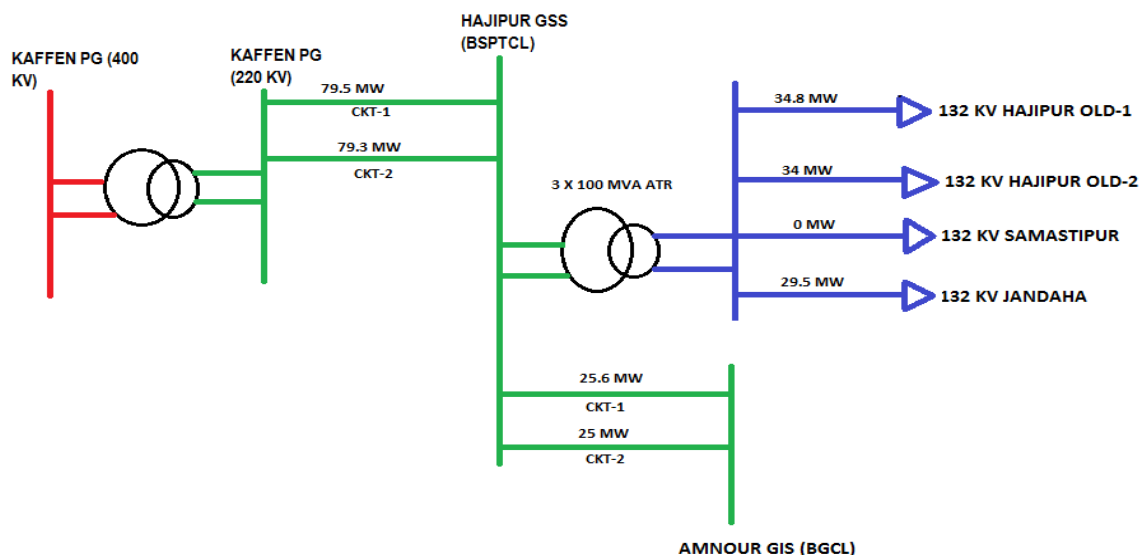 KAFFEN PG (400
KV)
KAFFEN PG
(220 KV)
HAJIPUR GSS
(BSPTCL)
79.5 MW
CKT-1
79.3 MW
CKT-2
3 X 100 MVA ATR
34.8 MW
132 KV HAJIPUR OLD-1
34 MW
132 KV HAJIPUR OLD-2
0 MW
132 KV SAMASTIPUR
29.5 MW
132 KV JANDAHA
25.6 MW
CKT-1
25 MW
CKT-2
AMNOUR GIS (BGCL)